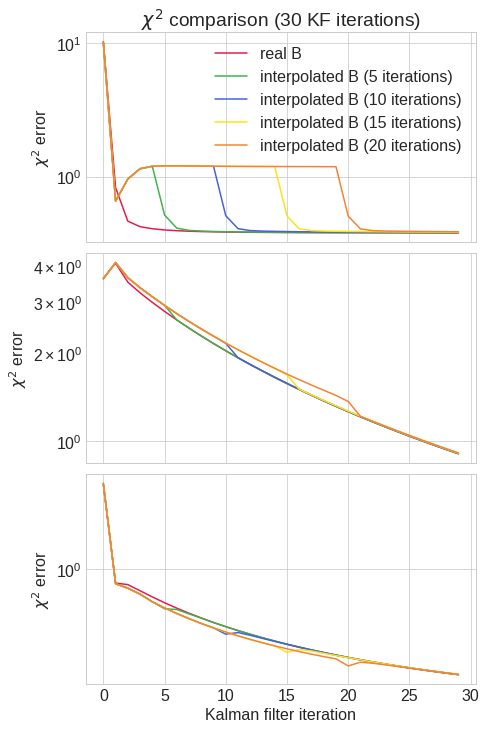 χ² comparison (30 KF iterations)
10¹
10⁰
χ² error
real B
interpolated B (5 iterations)
interpolated B (10 iterations)
interpolated B (15 iterations)
interpolated B (20 iterations)
4 × 10⁰
3 × 10⁰
2 × 10⁰
10⁰
χ² error
10⁰
χ² error
0 5 10 15 20 25 30
Kalman filter iteration